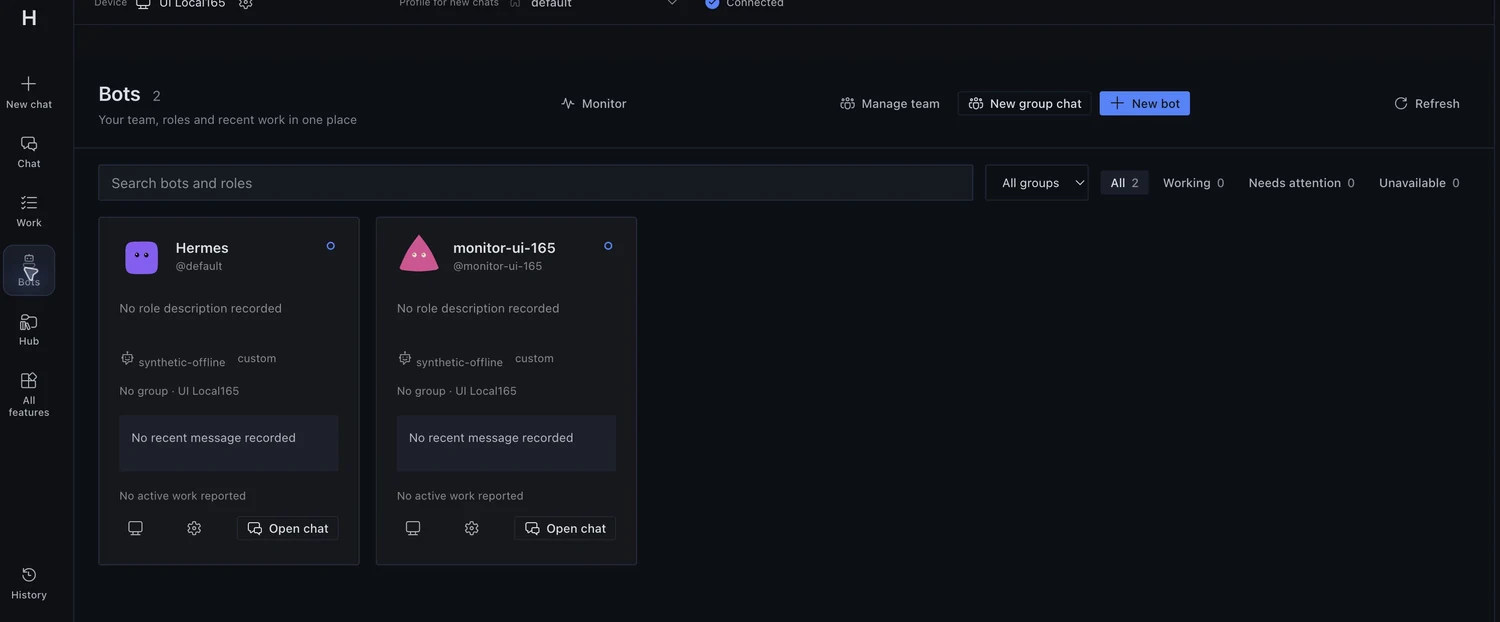 H
Device UI Local165 Profile for new chats default Connected
New chat
Chat
Work
Bots
Hub
All
features
History
Bots 2
Your team, roles and recent work in one place
Monitor
Manage team
New group chat
New bot
Refresh
Search bots and roles
All groups
All 2
Working 0
Needs attention 0
Unavailable 0
Hermes
@default
No role description recorded
synthetic-offline custom
No group · UI Local165
No recent message recorded
No active work reported
Open chat
monitor-ui-165
@monitor-ui-165
No role description recorded
synthetic-offline custom
No group · UI Local165
No recent message recorded
No active work reported
Open chat